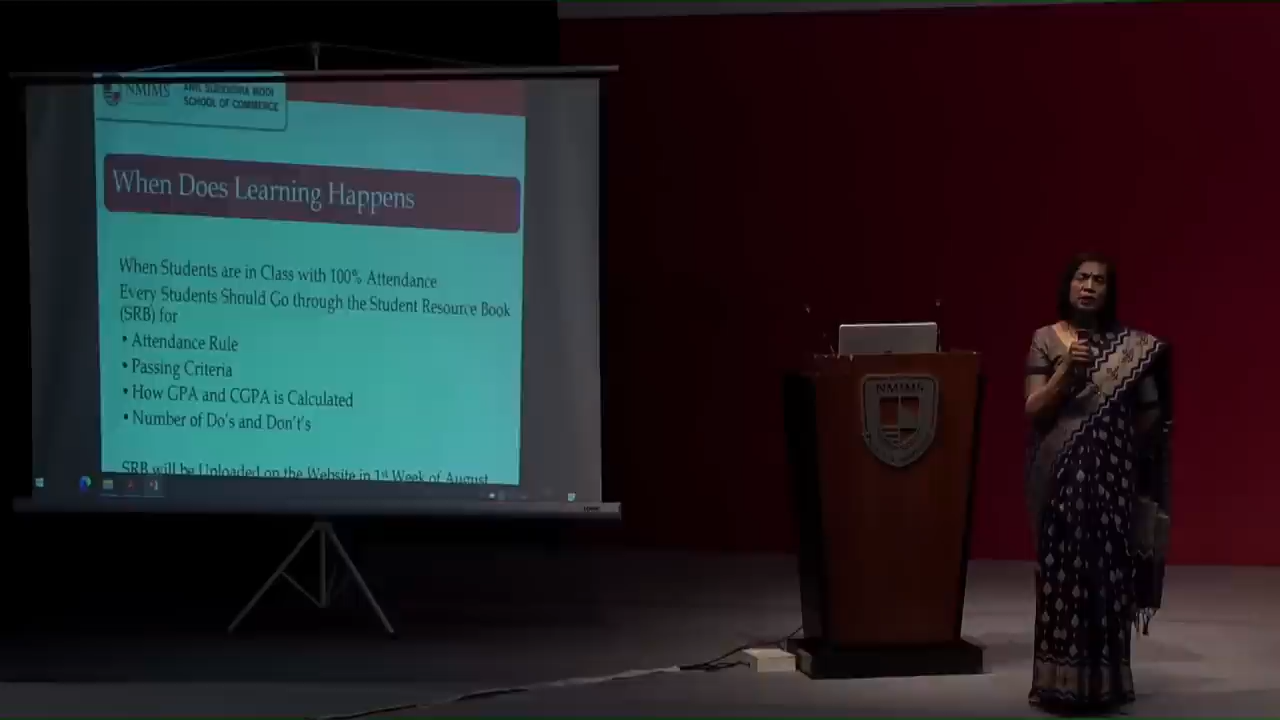 NMIMS
ANIL SURENDRA MODI
SCHOOL OF COMMERCE
When Does Learning Happens
When Students are in Class with 100% Attendance
Every Students Should Go through the Student Resource Book
(SRB) for
• Attendance Rule
• Passing Criteria
• How GPA and CGPA is Calculated
• Number of Do's and Don't's
SRB will be Uploaded on the Website in 1st Week of August
NMIMS